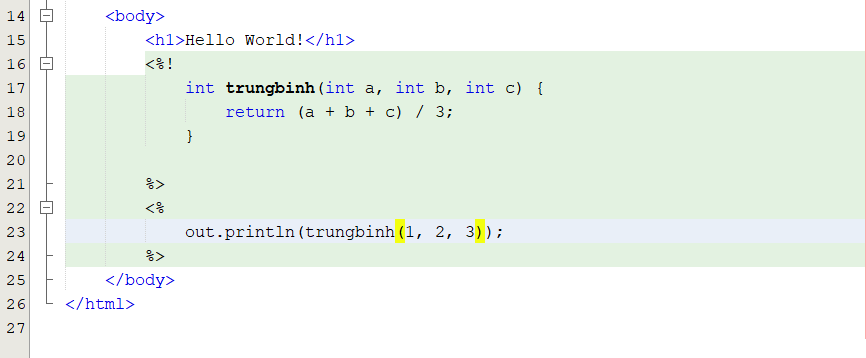 14 <body>
15 <h1>Hello World!</h1>
16 <%!
17 int trungbinh(int a, int b, int c) {
18 return (a + b + c) / 3;
19 }
20
21 %>
22 <%
23 out.println(trungbinh(1, 2, 3));
24 %>
25 </body>
26 </html>
27